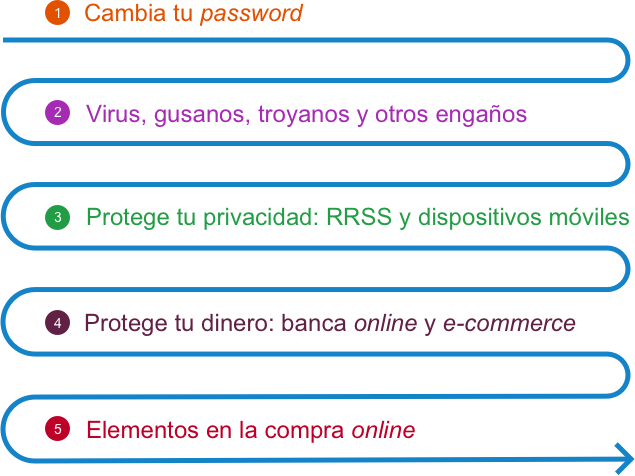 1 Cambia tu password
2 Virus, gusanos, troyanos y otros engaños
3 Protege tu privacidad: RRSS y dispositivos móviles
4 Protege tu dinero: banca online y e-commerce
5 Elementos en la compra online